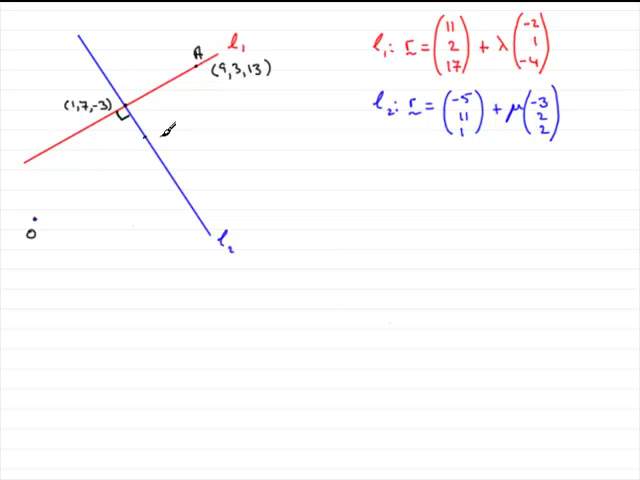 A l₁
(9,3,13)
(1,7,-3)
O
l₂
l₁: r = (11 2 17) + λ (-2 1 -4)
l₂: r = (-5 11 1) + μ (-3 2 2)